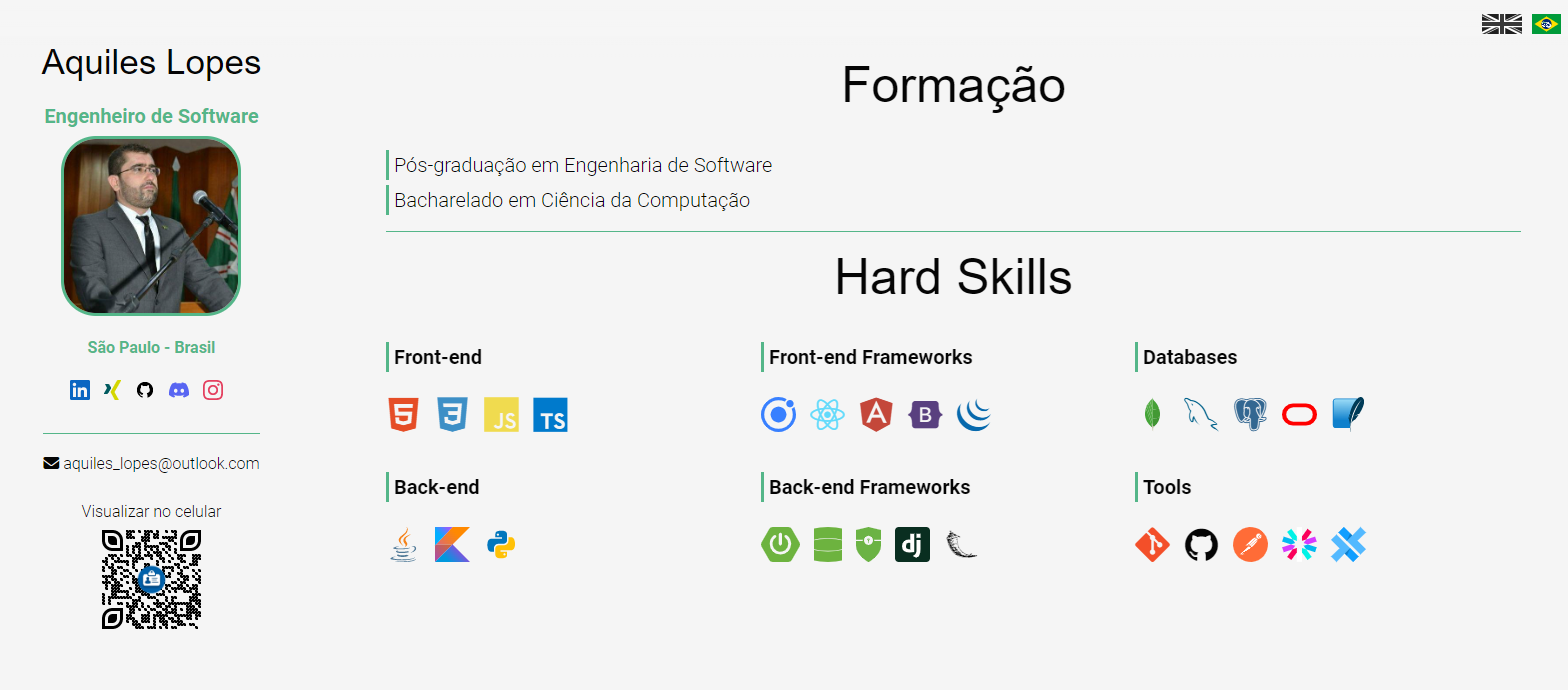 Aquiles Lopes
Engenheiro de Software
São Paulo - Brasil
in
aquiles_lopes@outlook.com
Visualizar no celular
Formação
Pós-graduação em Engenharia de Software
Bacharelado em Ciência da Computação
Hard Skills
Front-end
5 3 JS TS
Front-end Frameworks
A B
Databases
Back-end
Back-end Frameworks
dj
Tools